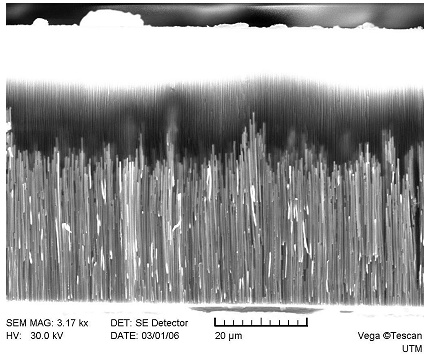 SEM MAG: 3.17 kx DET: SE Detector
HV: 30.0 kV DATE: 03/01/06 20 µm Vega ©Tescan
UTM